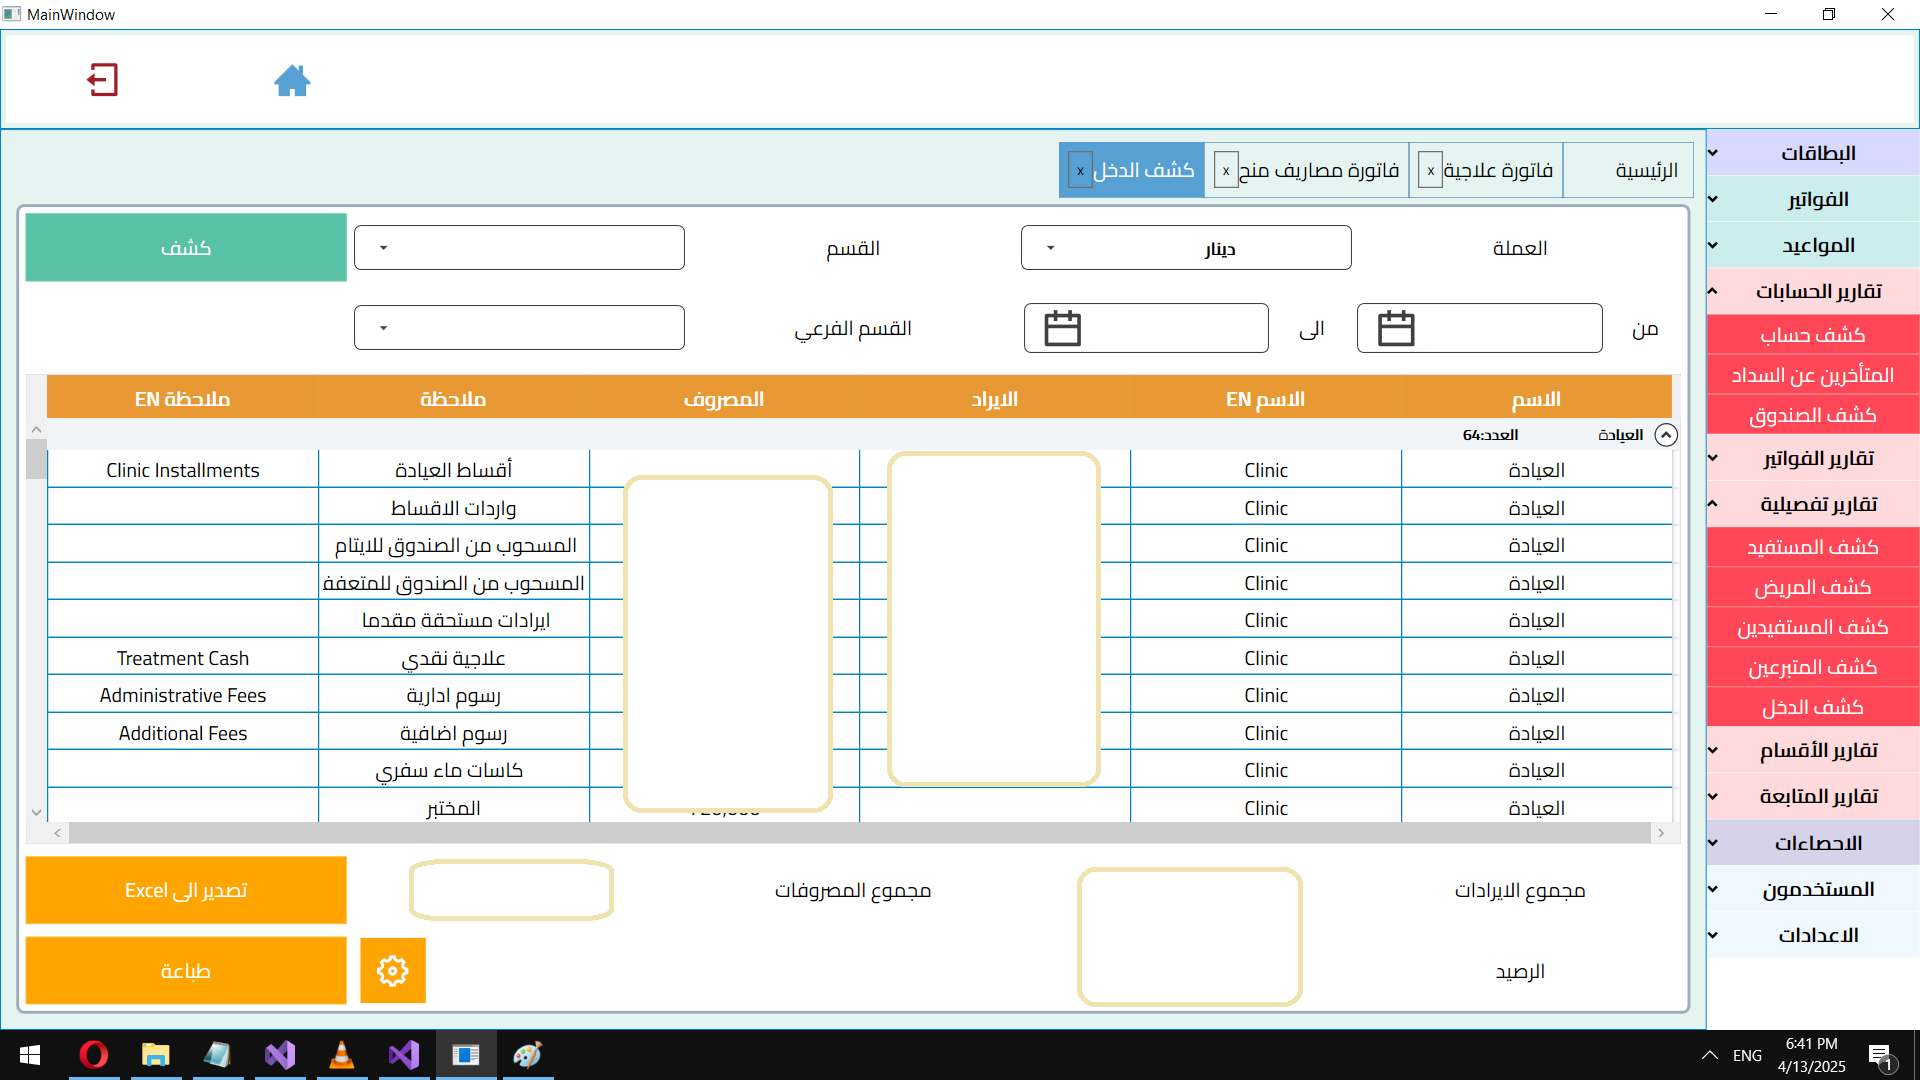 MainWindow
الرئيسية
فاتورة علاجية x
فاتورة مصاريف منح x
كشف الدخل x
البطاقات
الفواتير
المواعيد
تقارير الحسابات
كشف حساب
المتأخرين عن السداد
كشف الصندوق
تقارير الفواتير
تقارير تفصيلية
كشف المستفيد
كشف المريض
كشف المستفيدين
كشف المتبرعين
كشف الدخل
تقارير الأقسام
تقارير المتابعة
الاحصاءات
المستخدمون
الاعدادات
العملة دينار القسم كشف
من الى القسم الفرعي
الاسم الاسم EN الايراد المصروف ملاحظة ملاحظة EN
العيادة العدد:64
العيادة Clinic أقساط العيادة Clinic Installments
العيادة Clinic واردات الاقساط
العيادة Clinic المسحوب من الصندوق للايتام
العيادة Clinic المسحوب من الصندوق للمتعفف
العيادة Clinic ايرادات مستحقة مقدما
العيادة Clinic علاجية نقدي Treatment Cash
العيادة Clinic رسوم ادارية Administrative Fees
العيادة Clinic رسوم اضافية Additional Fees
العيادة Clinic كاسات ماء سفري
العيادة Clinic المختبر
مجموع الايرادات مجموع المصروفات تصدير الى Excel
الرصيد طباعة
ENG
6:41 PM
4/13/2025
1